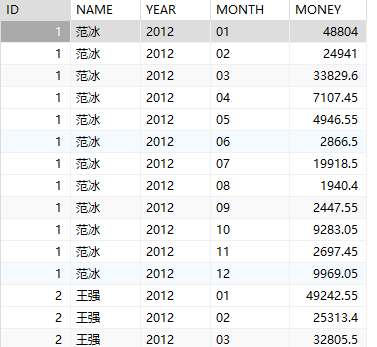 ID NAME YEAR MONTH MONEY
1 范冰 2012 01 48804
1 范冰 2012 02 24941
1 范冰 2012 03 33829.6
1 范冰 2012 04 7107.45
1 范冰 2012 05 4946.55
1 范冰 2012 06 2866.5
1 范冰 2012 07 19918.5
1 范冰 2012 08 1940.4
1 范冰 2012 09 2447.55
1 范冰 2012 10 9283.05
1 范冰 2012 11 2697.45
1 范冰 2012 12 9969.05
2 王强 2012 01 49242.55
2 王强 2012 02 25313.4
2 王强 2012 03 32805.5